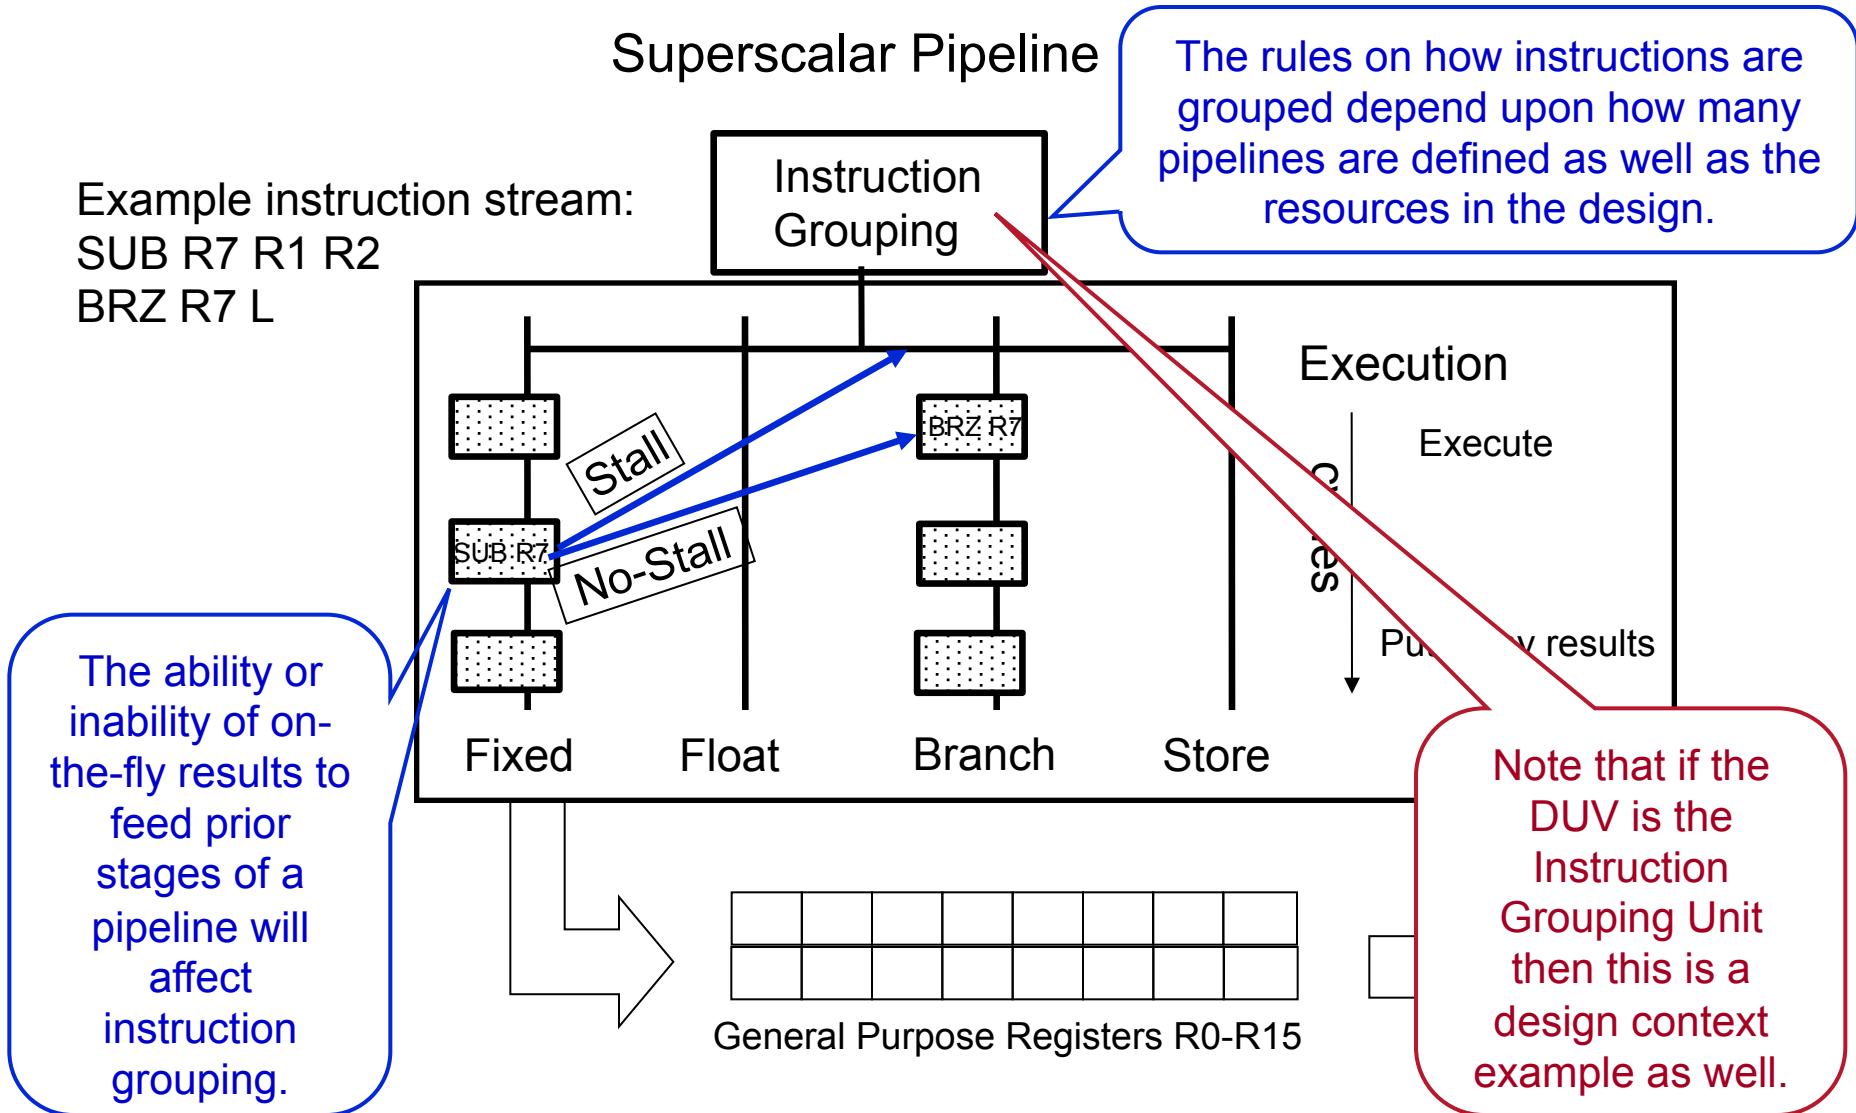 Superscalar Pipeline
The rules on how instructions are
grouped depend upon how many
pipelines are defined as well as the
resources in the design.
Instruction
Grouping
Example instruction stream:
SUB R7 R1 R2
BRZ R7 L
Execution
Execute
BRZ R7
Stall
SUB R7
No-Stall
results
Fixed
Float
Branch
Store
The ability or
inability of on-
the-fly results to
feed prior
stages of a
pipeline will
affect
instruction
grouping.
Note that if the
DUV is the
Instruction
Grouping Unit
then this is a
design context
example as well.
General Purpose Registers R0-R15